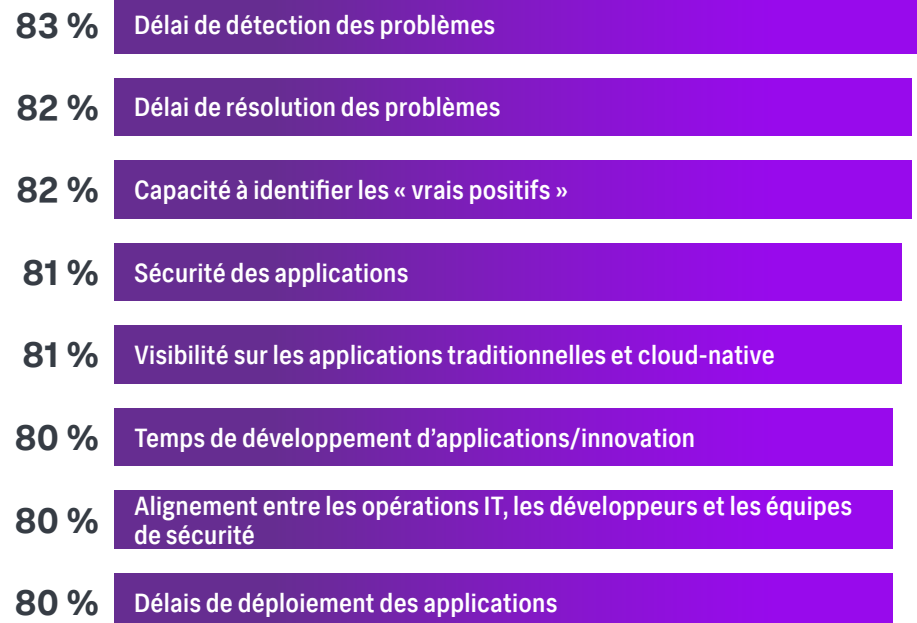 83 % Délai de détection des problèmes
82 % Délai de résolution des problèmes
82 % Capacité à identifier les « vrais positifs »
81 % Sécurité des applications
81 % Visibilité sur les applications traditionnelles et cloud-native
80 % Temps de développement d’applications/innovation
80 % Alignement entre les opérations IT, les développeurs et les équipes
de sécurité
80 % Délais de déploiement des applications